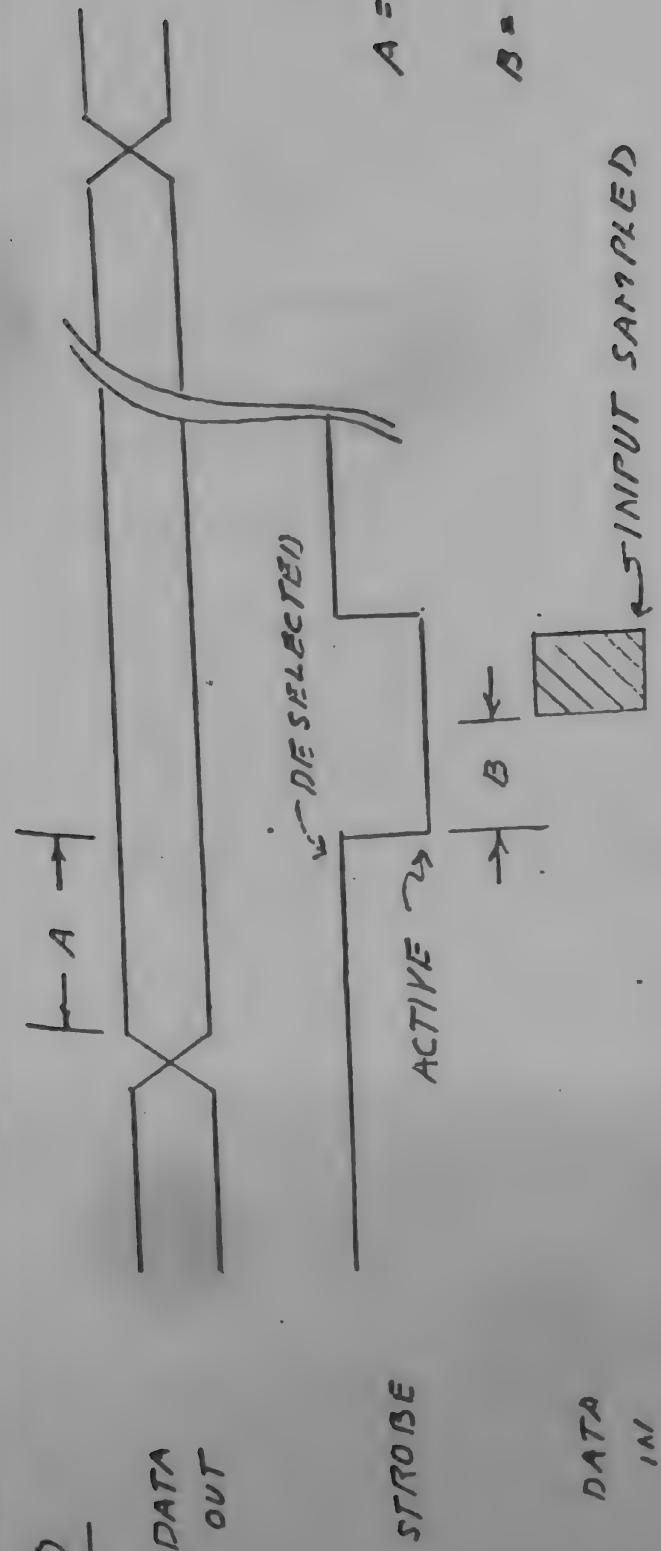 A
DATA
OUT
DESELECTED
A =
STROBE
ACTIVE
B =
B
INPUT SAMPLED
DATA
IN